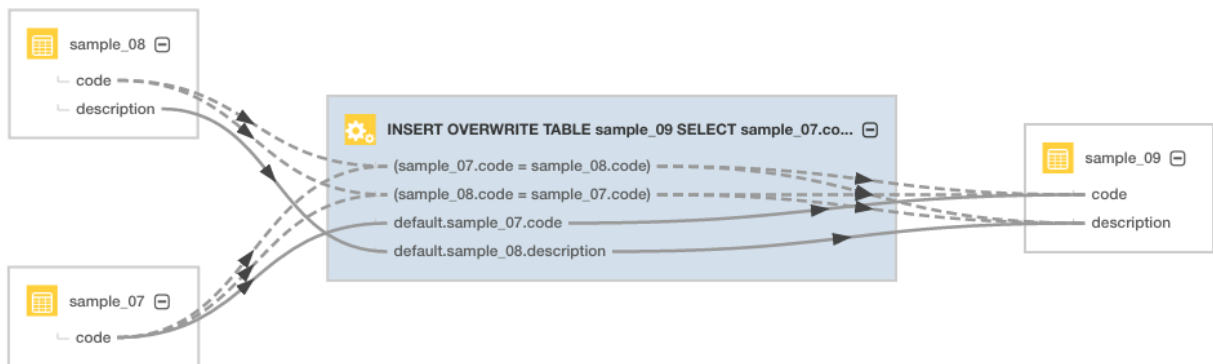 sample_08
code
description
INSERT OVERWRITE TABLE sample_09 SELECT sample_07.co...
(sample_07.code = sample_08.code)
(sample_08.code = sample_07.code)
default.sample_07.code
default.sample_08.description
sample_09
code
description
sample_07
code